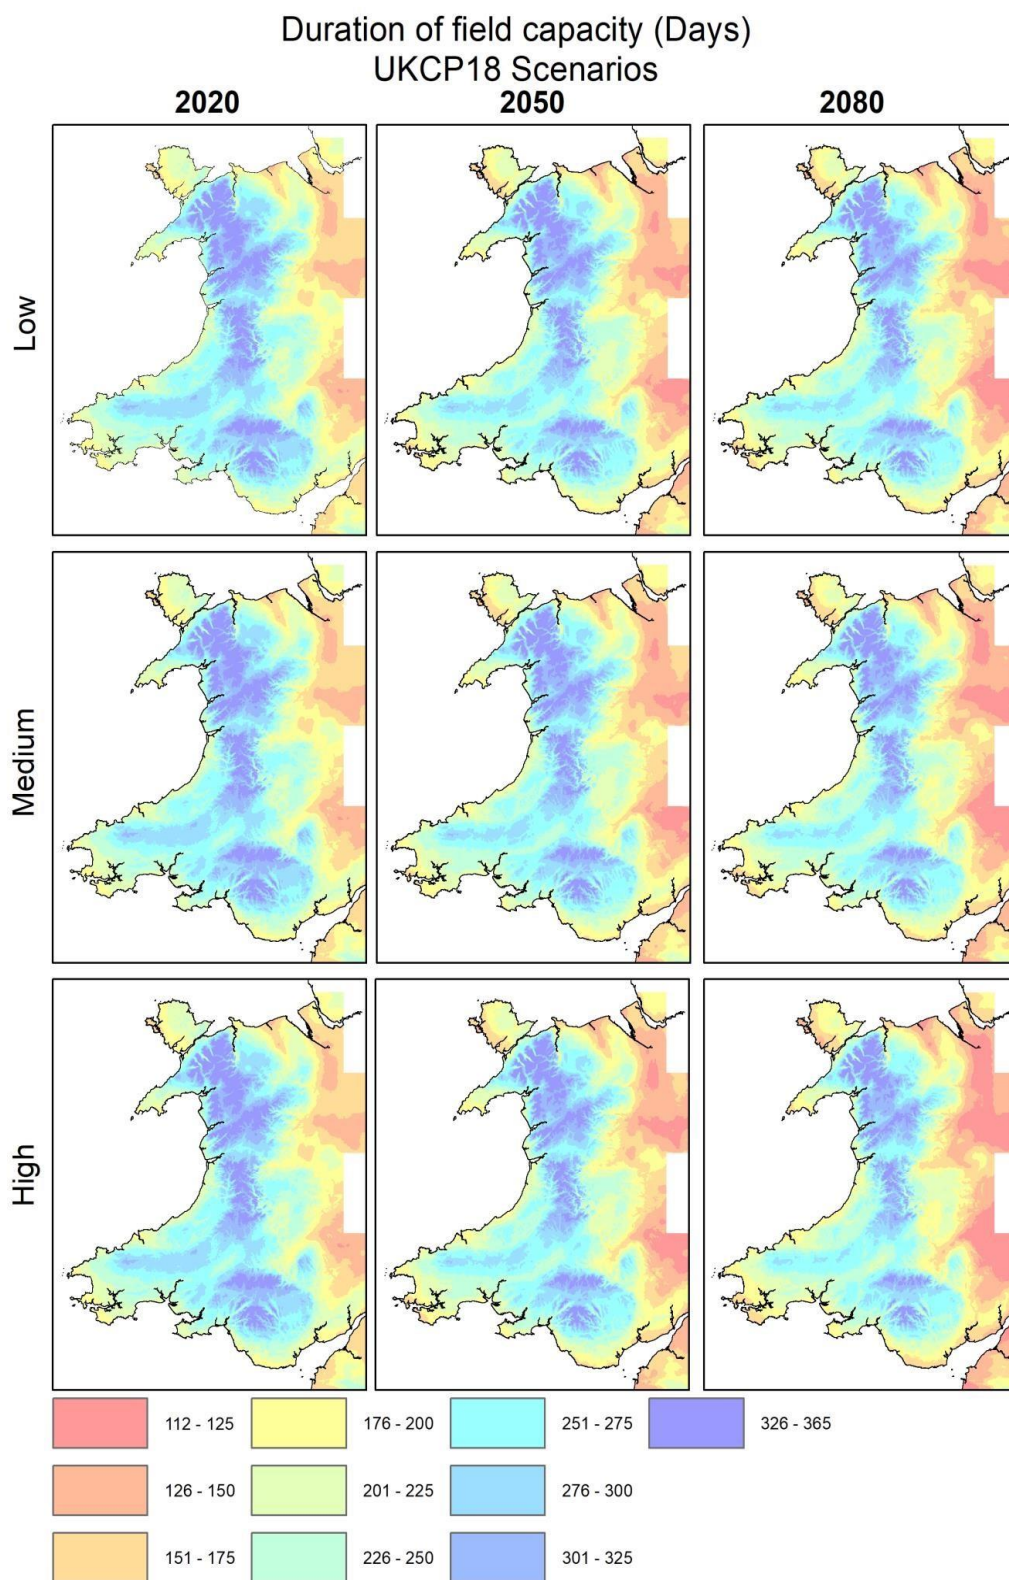 Duration of field capacity (Days)
UKCP18 Scenarios
2020 2050 2080
Low
Medium
High
112 - 125 176 - 200 251 - 275 326 - 365
126 - 150 201 - 225 276 - 300
151 - 175 226 - 250 301 - 325